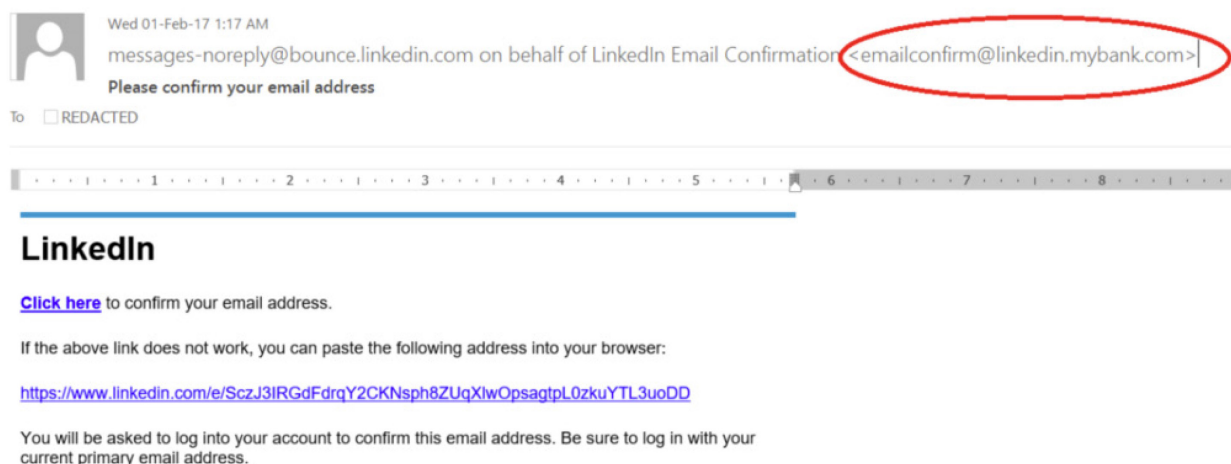 Wed 01-Feb-17 1:17 AM
messages-noreply@bounce.linkedin.com on behalf of LinkedIn Email Confirmation <emailconfirm@linkedin.mybank.com>
Please confirm your email address
To REDACTED
1 2 3 4 5 6 7 8
LinkedIn
Click here to confirm your email address.
If the above link does not work, you can paste the following address into your browser:
https://www.linkedin.com/e/SczJ3IRGdFdrqY2CKNsph8ZUqXlwOpsagtpL0zkuYTL3uoDD
You will be asked to log into your account to confirm this email address. Be sure to log in with your
current primary email address.